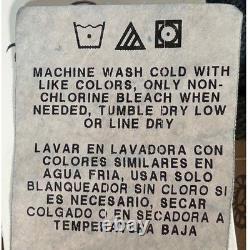 MACHINE WASH COLD WITH
LIKE COLORS, ONLY NON-
CHLORINE BLEACH WHEN
NEEDED, TUMBLE DRY LOW
OR LINE DRY
LAVAR EN LAVADORA CON
COLORES SIMILARES EN
AGUA FRIA, USAR SOLO
BLANQUEADOR SIN CLORO SI
ES NECESARIO, SECAR
COLGADO O EN SECADORA A
BAJA